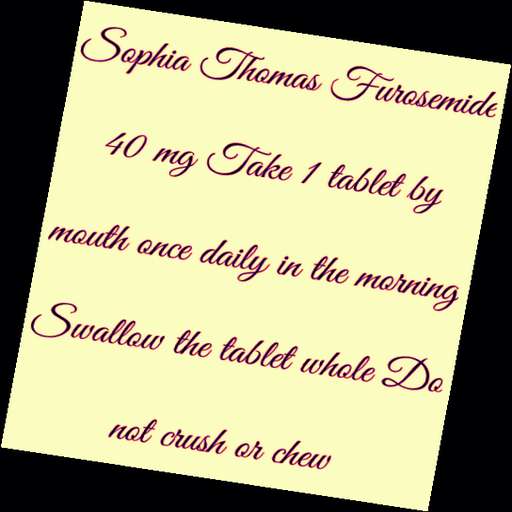 Sophia Thomas Furosemide
40 mg Take 1 tablet by
mouth once daily in the morning
Swallow the tablet whole Do
not crush or chew